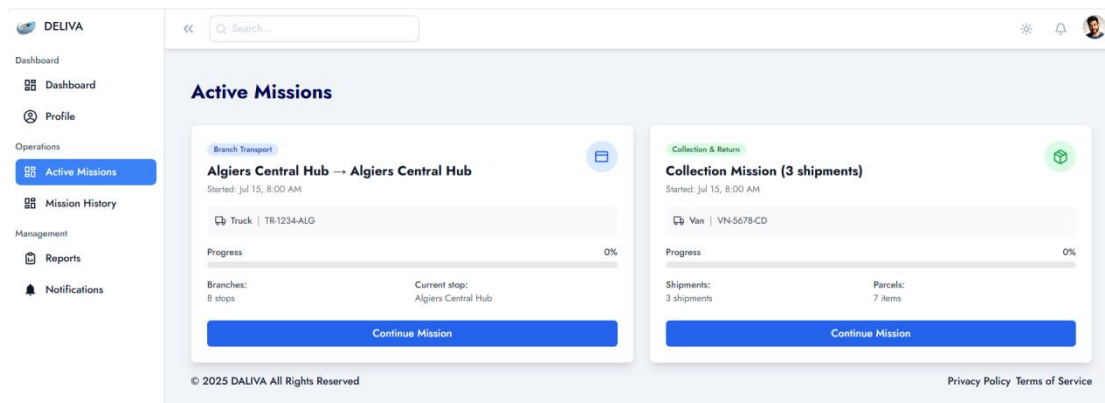 DELIVA
Search...
Dashboard
Dashboard
Profile
Operations
Active Missions
Mission History
Management
Reports
Notifications
Active Missions
Branch Transport
Algiers Central Hub → Algiers Central Hub
Started: Jul 15, 8:00 AM
Truck | TR-1234-ALG
Progress 0%
Branches: Current stop:
8 stops Algiers Central Hub
Continue Mission
Collection & Return
Collection Mission (3 shipments)
Started: Jul 15, 8:00 AM
Van | VN-5678-CD
Progress 0%
Shipments: Parcels:
3 shipments 7 items
Continue Mission
© 2025 DALIVA All Rights Reserved
Privacy Policy Terms of Service